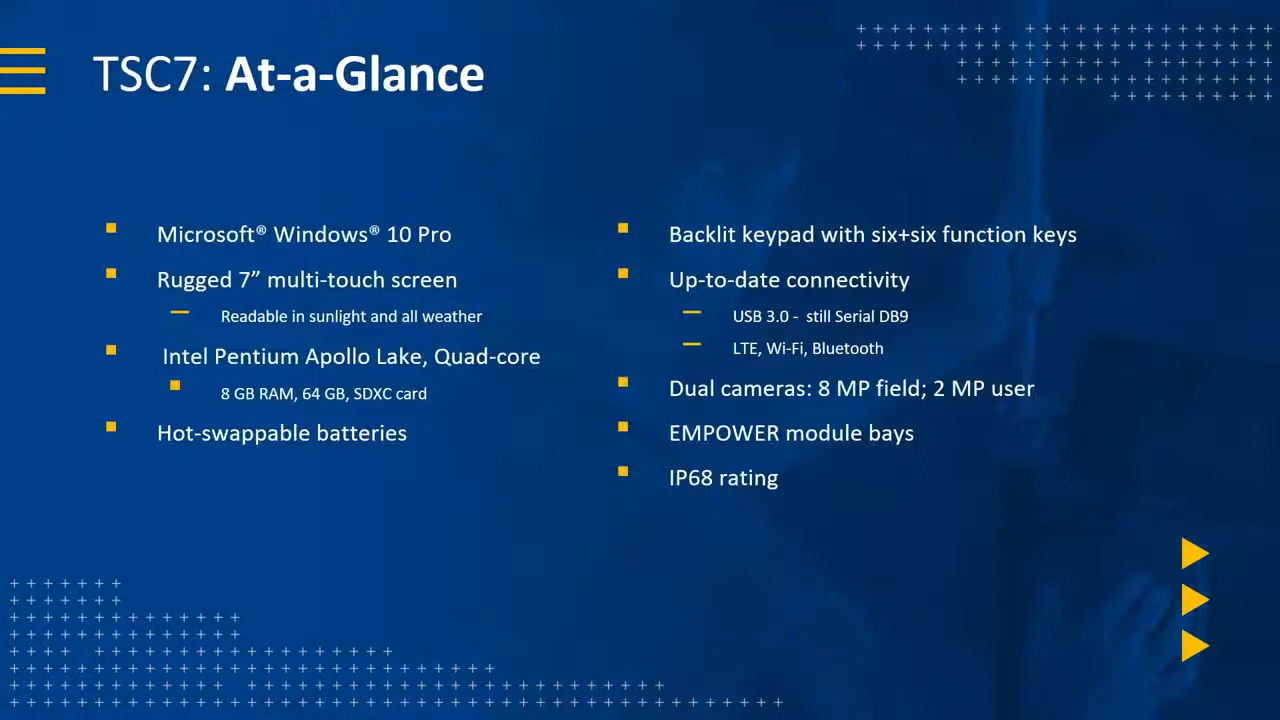 TSC7: At-a-Glance
Microsoft® Windows® 10 Pro
Rugged 7” multi-touch screen
Readable in sunlight and all weather
Intel Pentium Apollo Lake, Quad-core
8 GB RAM, 64 GB, SDXC card
Hot-swappable batteries
Backlit keypad with six+six function keys
Up-to-date connectivity
USB 3.0 - still Serial DB9
LTE, Wi-Fi, Bluetooth
Dual cameras: 8 MP field; 2 MP user
EMPOWER module bays
IP68 rating